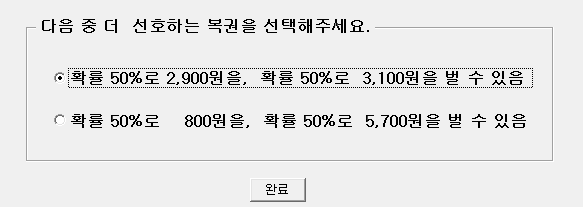 다음 중 더 선호하는 복권을 선택해주세요.
확률 50%로 2,900원을, 확률 50%로 3,100원을 벌 수 있음
확률 50%로 800원을, 확률 50%로 5,700원을 벌 수 있음
완료